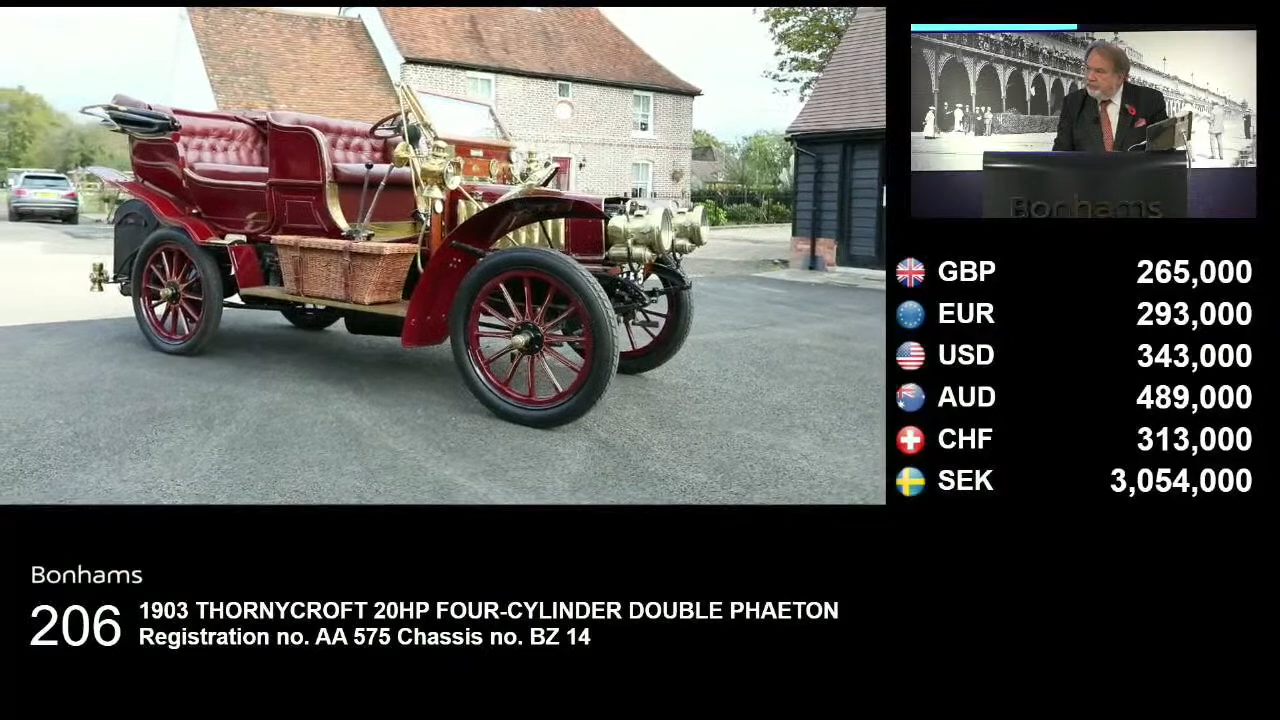 Bonhams
GBP 265,000
EUR 293,000
USD 343,000
AUD 489,000
CHF 313,000
SEK 3,054,000
Bonhams
206
1903 THORNYCROFT 20HP FOUR-CYLINDER DOUBLE PHAETON
Registration no. AA 575 Chassis no. BZ 14